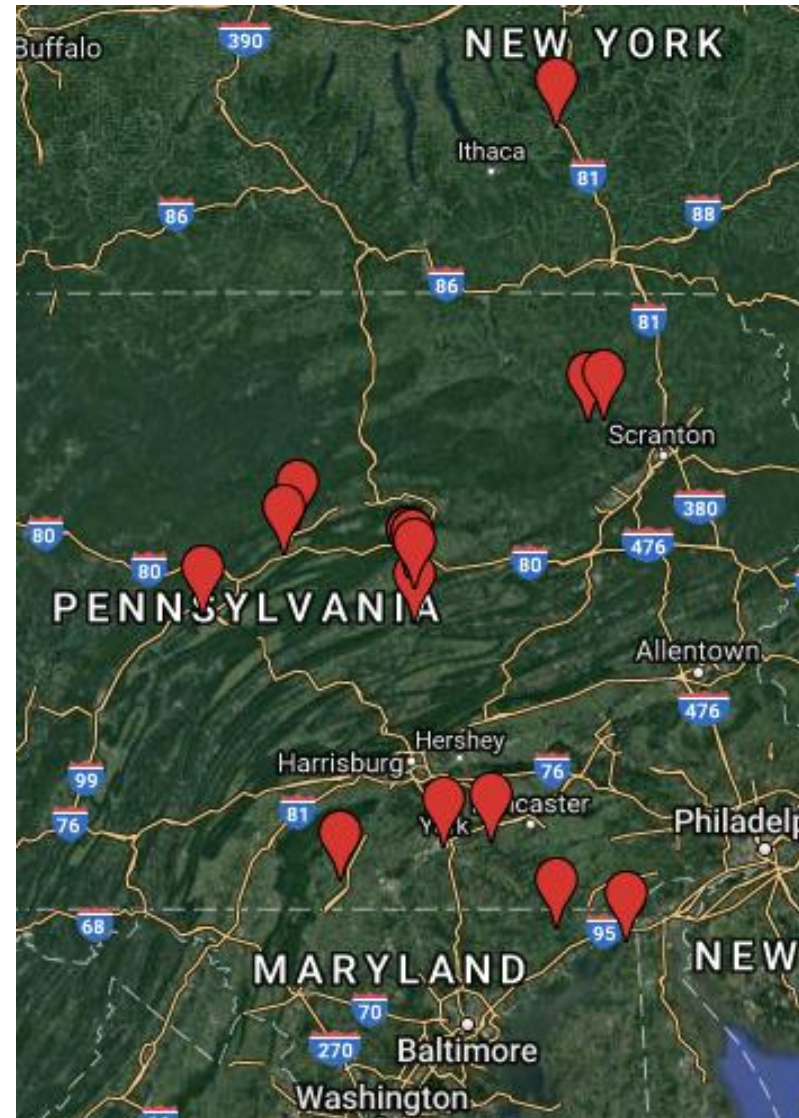 Buffalo
390
NEW YORK
Ithaca
81
86
88
86
81
Scranton
380
80
476
80
80
PENNSYLVANIA
Allentown
476
Hershey
Harrisburg
76
99
81
ncaster
76
Y k
Philadelp
68
95
MARYLAND
NEW
70
270
Baltimore
Washington